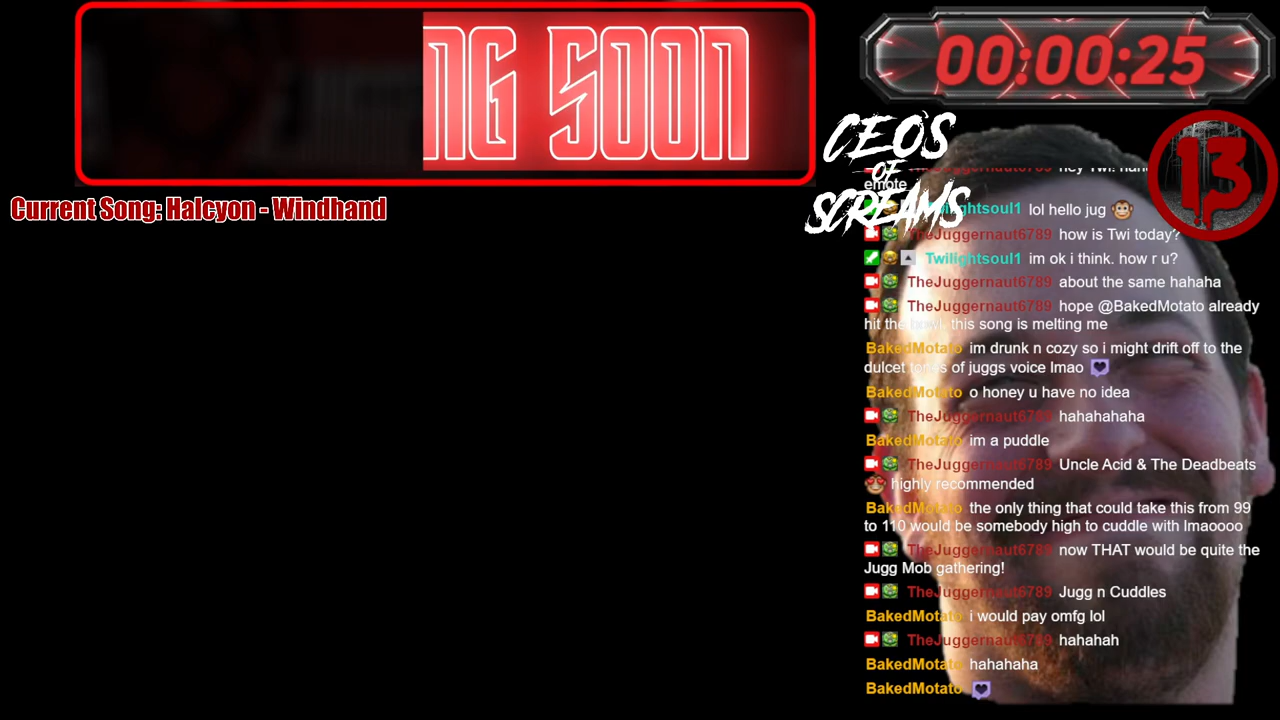 NG SOON
00:00:25
CEO'S
OF
SCREAMS
13
Current Song: Halcyon - Windhand
emote
Twilightsoul1 lol hello jug
TheJuggernaut6789 how is Twi today?
Twilightsoul1 im ok i think. how r u?
TheJuggernaut6789 about the same hahaha
TheJuggernaut6789 hope @BakedMotato already
hit the bowl. this song is melting me
BakedMotato im drunk n cozy so i might drift off to the
dulcet tones of juggs voice lmao
BakedMotato o honey u have no idea
TheJuggernaut6789 hahahahaha
BakedMotato im a puddle
TheJuggernaut6789 Uncle Acid & The Deadbeats
highly recommended
BakedMotato the only thing that could take this from 99
to 110 would be somebody high to cuddle with lmaoooo
TheJuggernaut6789 now THAT would be quite the
Jugg Mob gathering!
TheJuggernaut6789 Jugg n Cuddles
BakedMotato i would pay omfg lol
TheJuggernaut6789 hahahah
BakedMotato hahahaha
BakedMotato